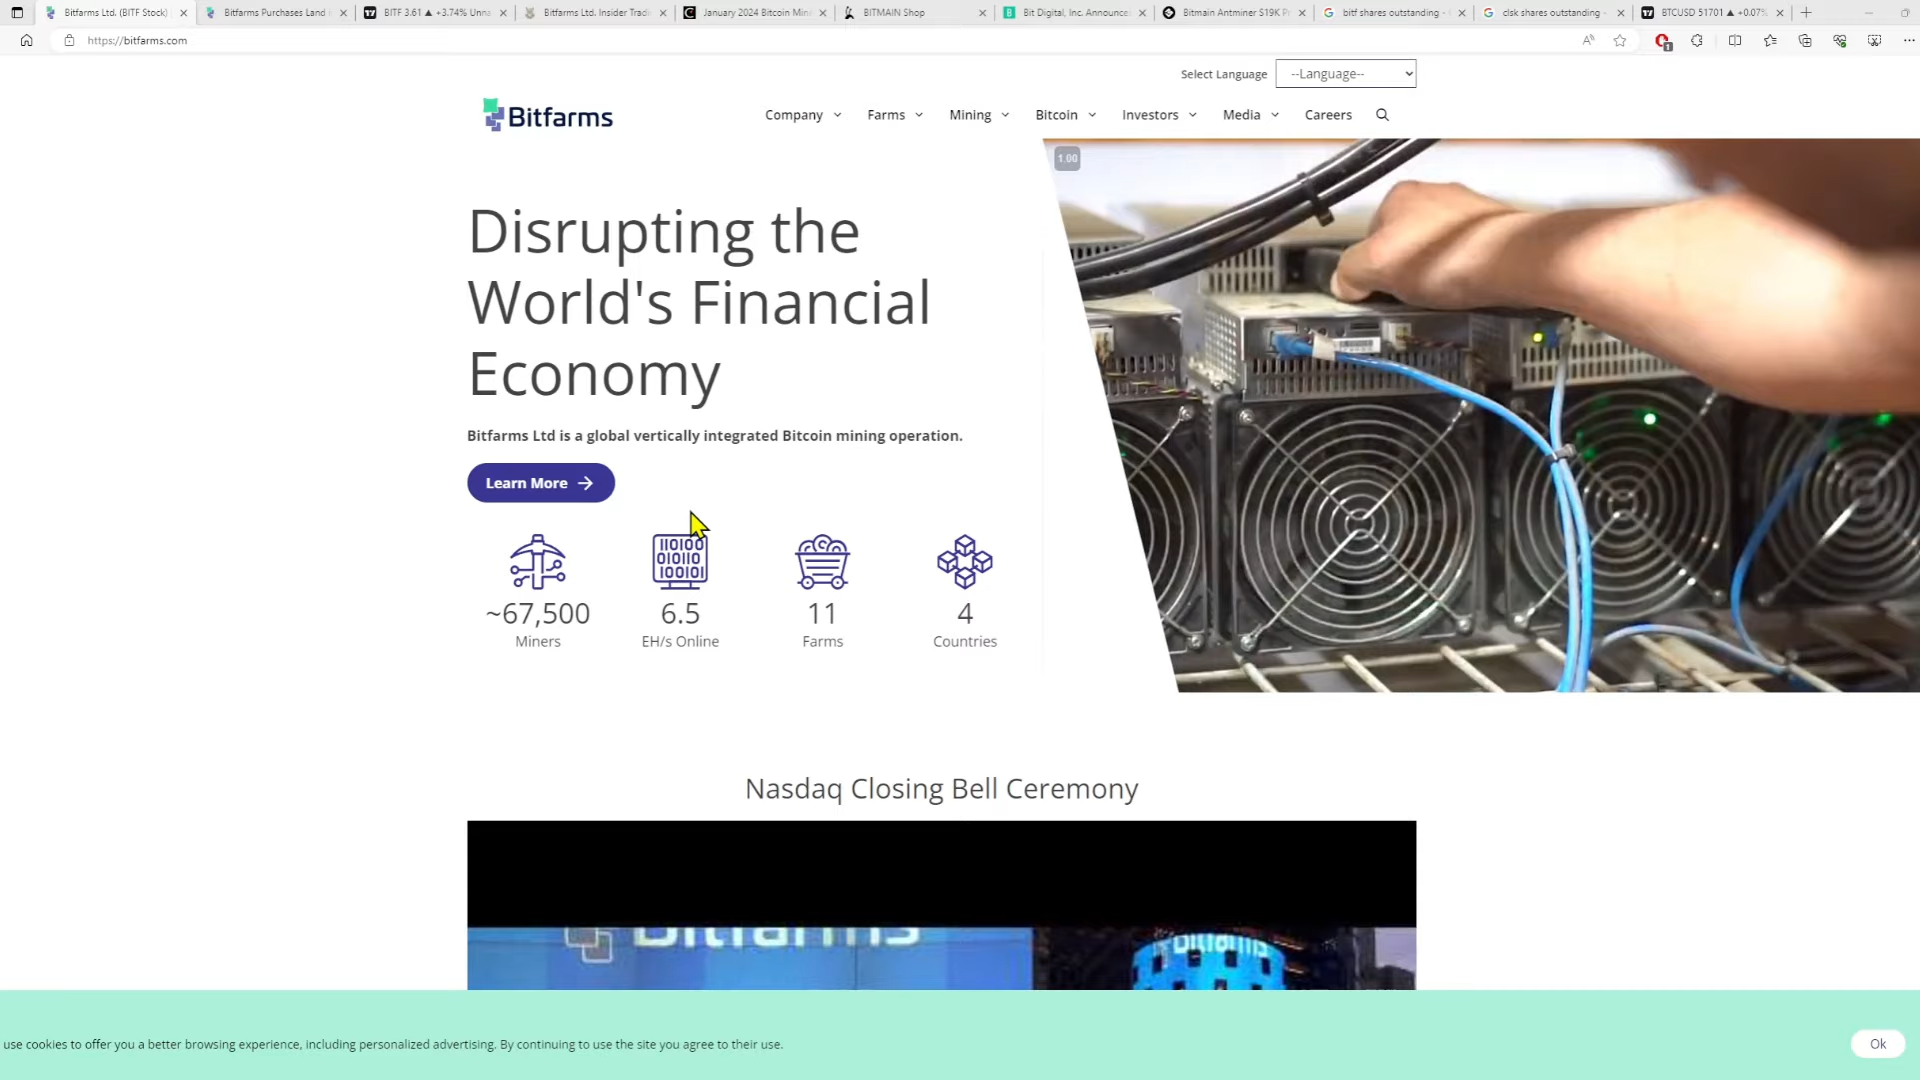 Bitfarms Ltd. (BITF Stock)
Bitfarms Purchases Land i
BITF 3.61 ▲ +3.74% Unna
Bitfarms Ltd. Insider Tradi
January 2024 Bitcoin Min
BITMAIN Shop
Bit Digital, Inc. Announce
Bitmain Antminer S19K P
bitf shares outstanding -
clsk shares outstanding -
BTCUSD 51701 ▲ +0.07%
https://bitfarms.com
Select Language
--Language--
Bitfarms
Company
Farms
Mining
Bitcoin
Investors
Media
Careers
1.00
Disrupting the
World's Financial
Economy
Bitfarms Ltd is a global vertically integrated Bitcoin mining operation.
Learn More
110100
010110
100101
~67,500
Miners
6.5
EH/s Online
11
Farms
4
Countries
Nasdaq Closing Bell Ceremony
Bitfarms
Bitfarms
use cookies to offer you a better browsing experience, including personalized advertising. By continuing to use the site you agree to their use.
Ok